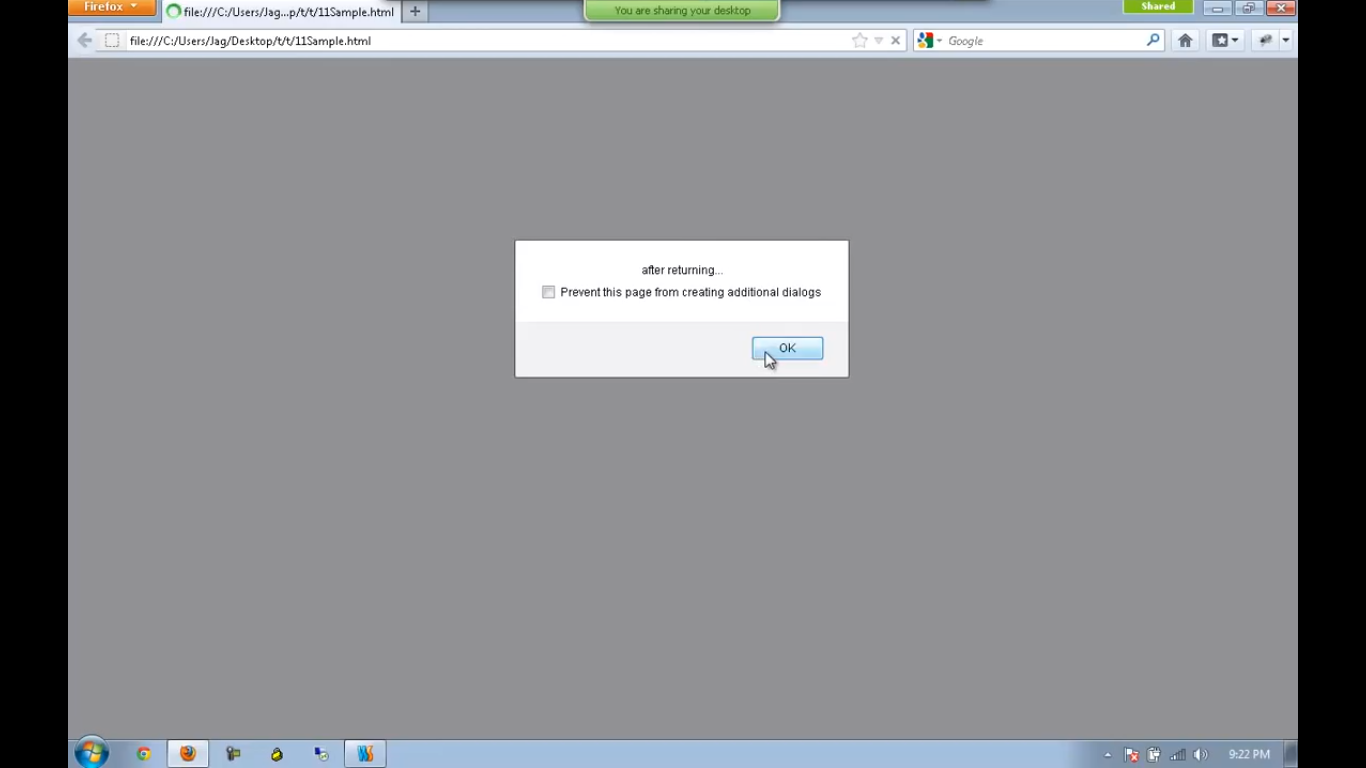 Firefox
file:///C:/Users/Jag...p/t/t/11Sample.html
+
You are sharing your desktop
Shared
file:///C:/Users/Jag/Desktop/t/t/11Sample.html
Google
after returning...
Prevent this page from creating additional dialogs
OK
9:22 PM